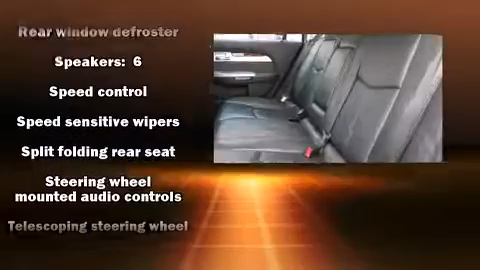 Rear window defroster
Speakers: 6
Speed control
Speed sensitive wipers
Split folding rear seat
Steering wheel
mounted audio controls
Telescoping steering wheel